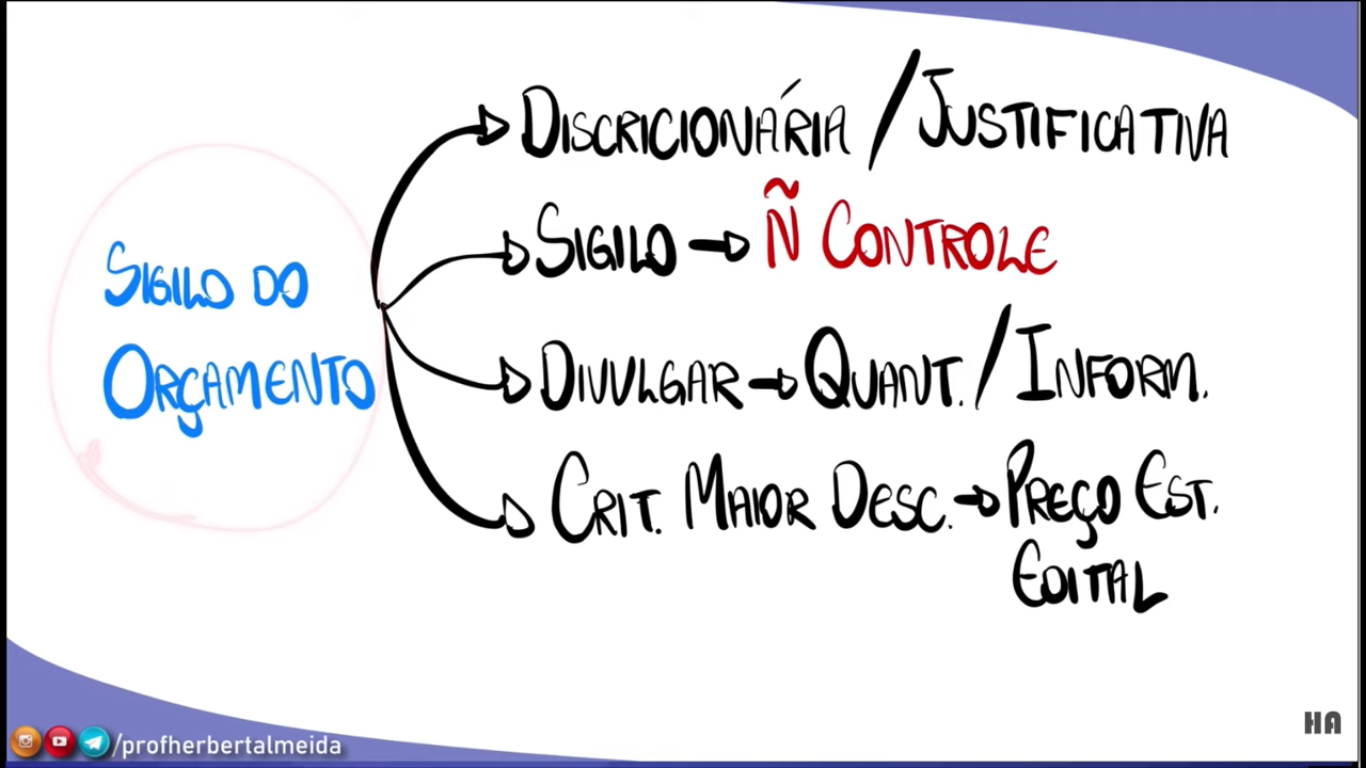 SIGILO DO
ORÇAMENTO
DISCRICIONÁRIA / JUSTIFICATIVA
SIGILO → Ñ CONTROLE
DIVULGAR → QUANT. / INFORM.
CRIT. MAIOR DESC. → PREÇO EST.
EDITAL
/profherbertalmeida
HA